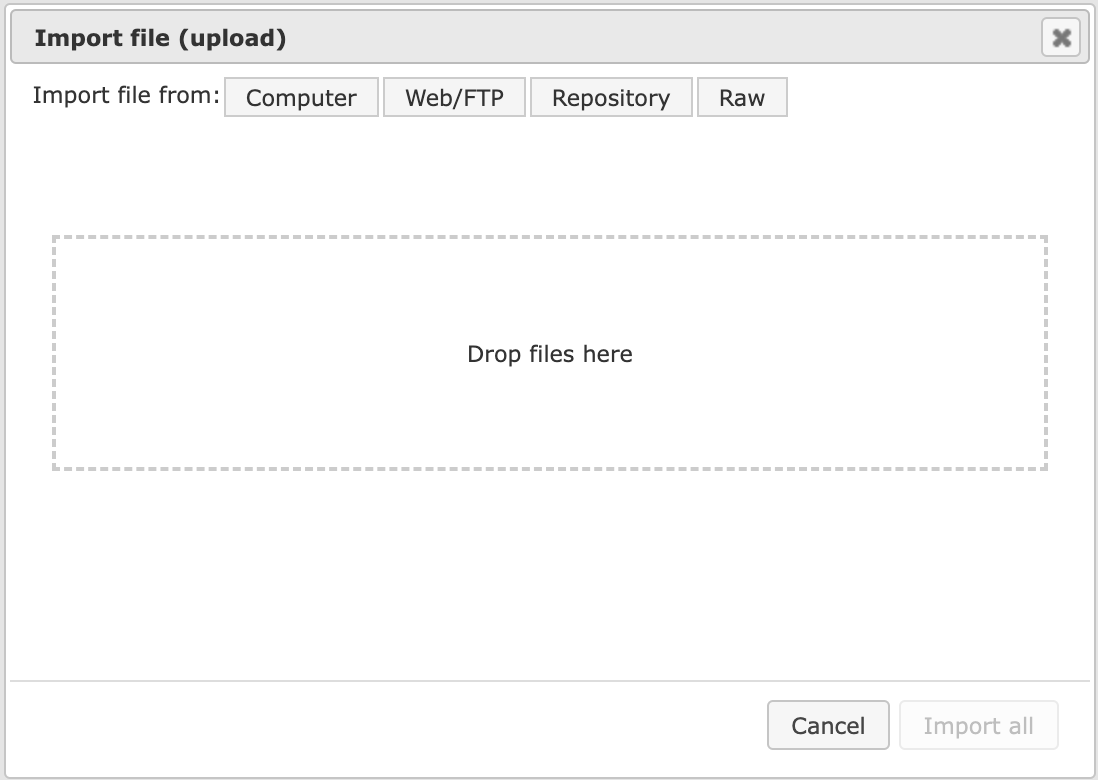 Import file (upload)
Import file from: Computer Web/FTP Repository Raw
Drop files here
Cancel Import all